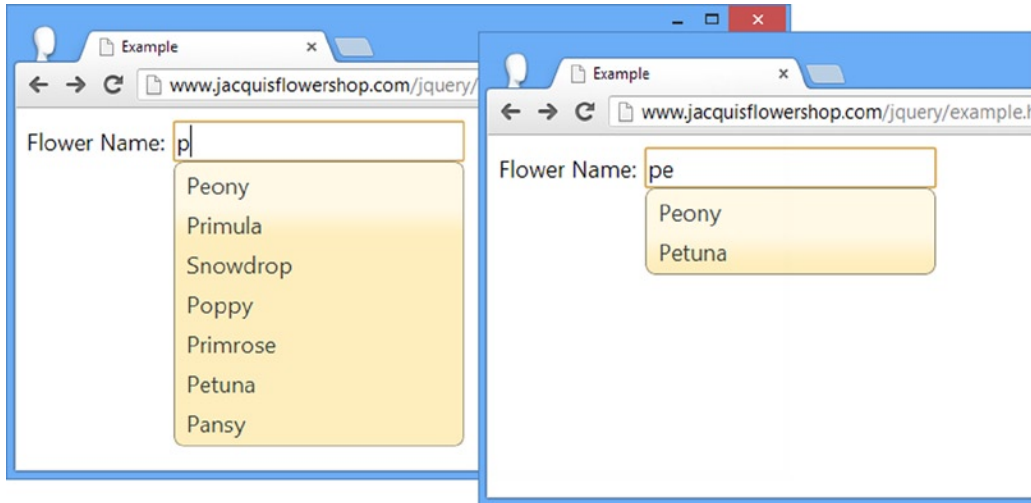 Example
www.jacquisflowershop.com/jquery/
Flower Name: p
Peony
Primula
Snowdrop
Poppy
Primrose
Petuna
Pansy
Example
www.jacquisflowershop.com/jquery/example.h
Flower Name: pe
Peony
Petuna